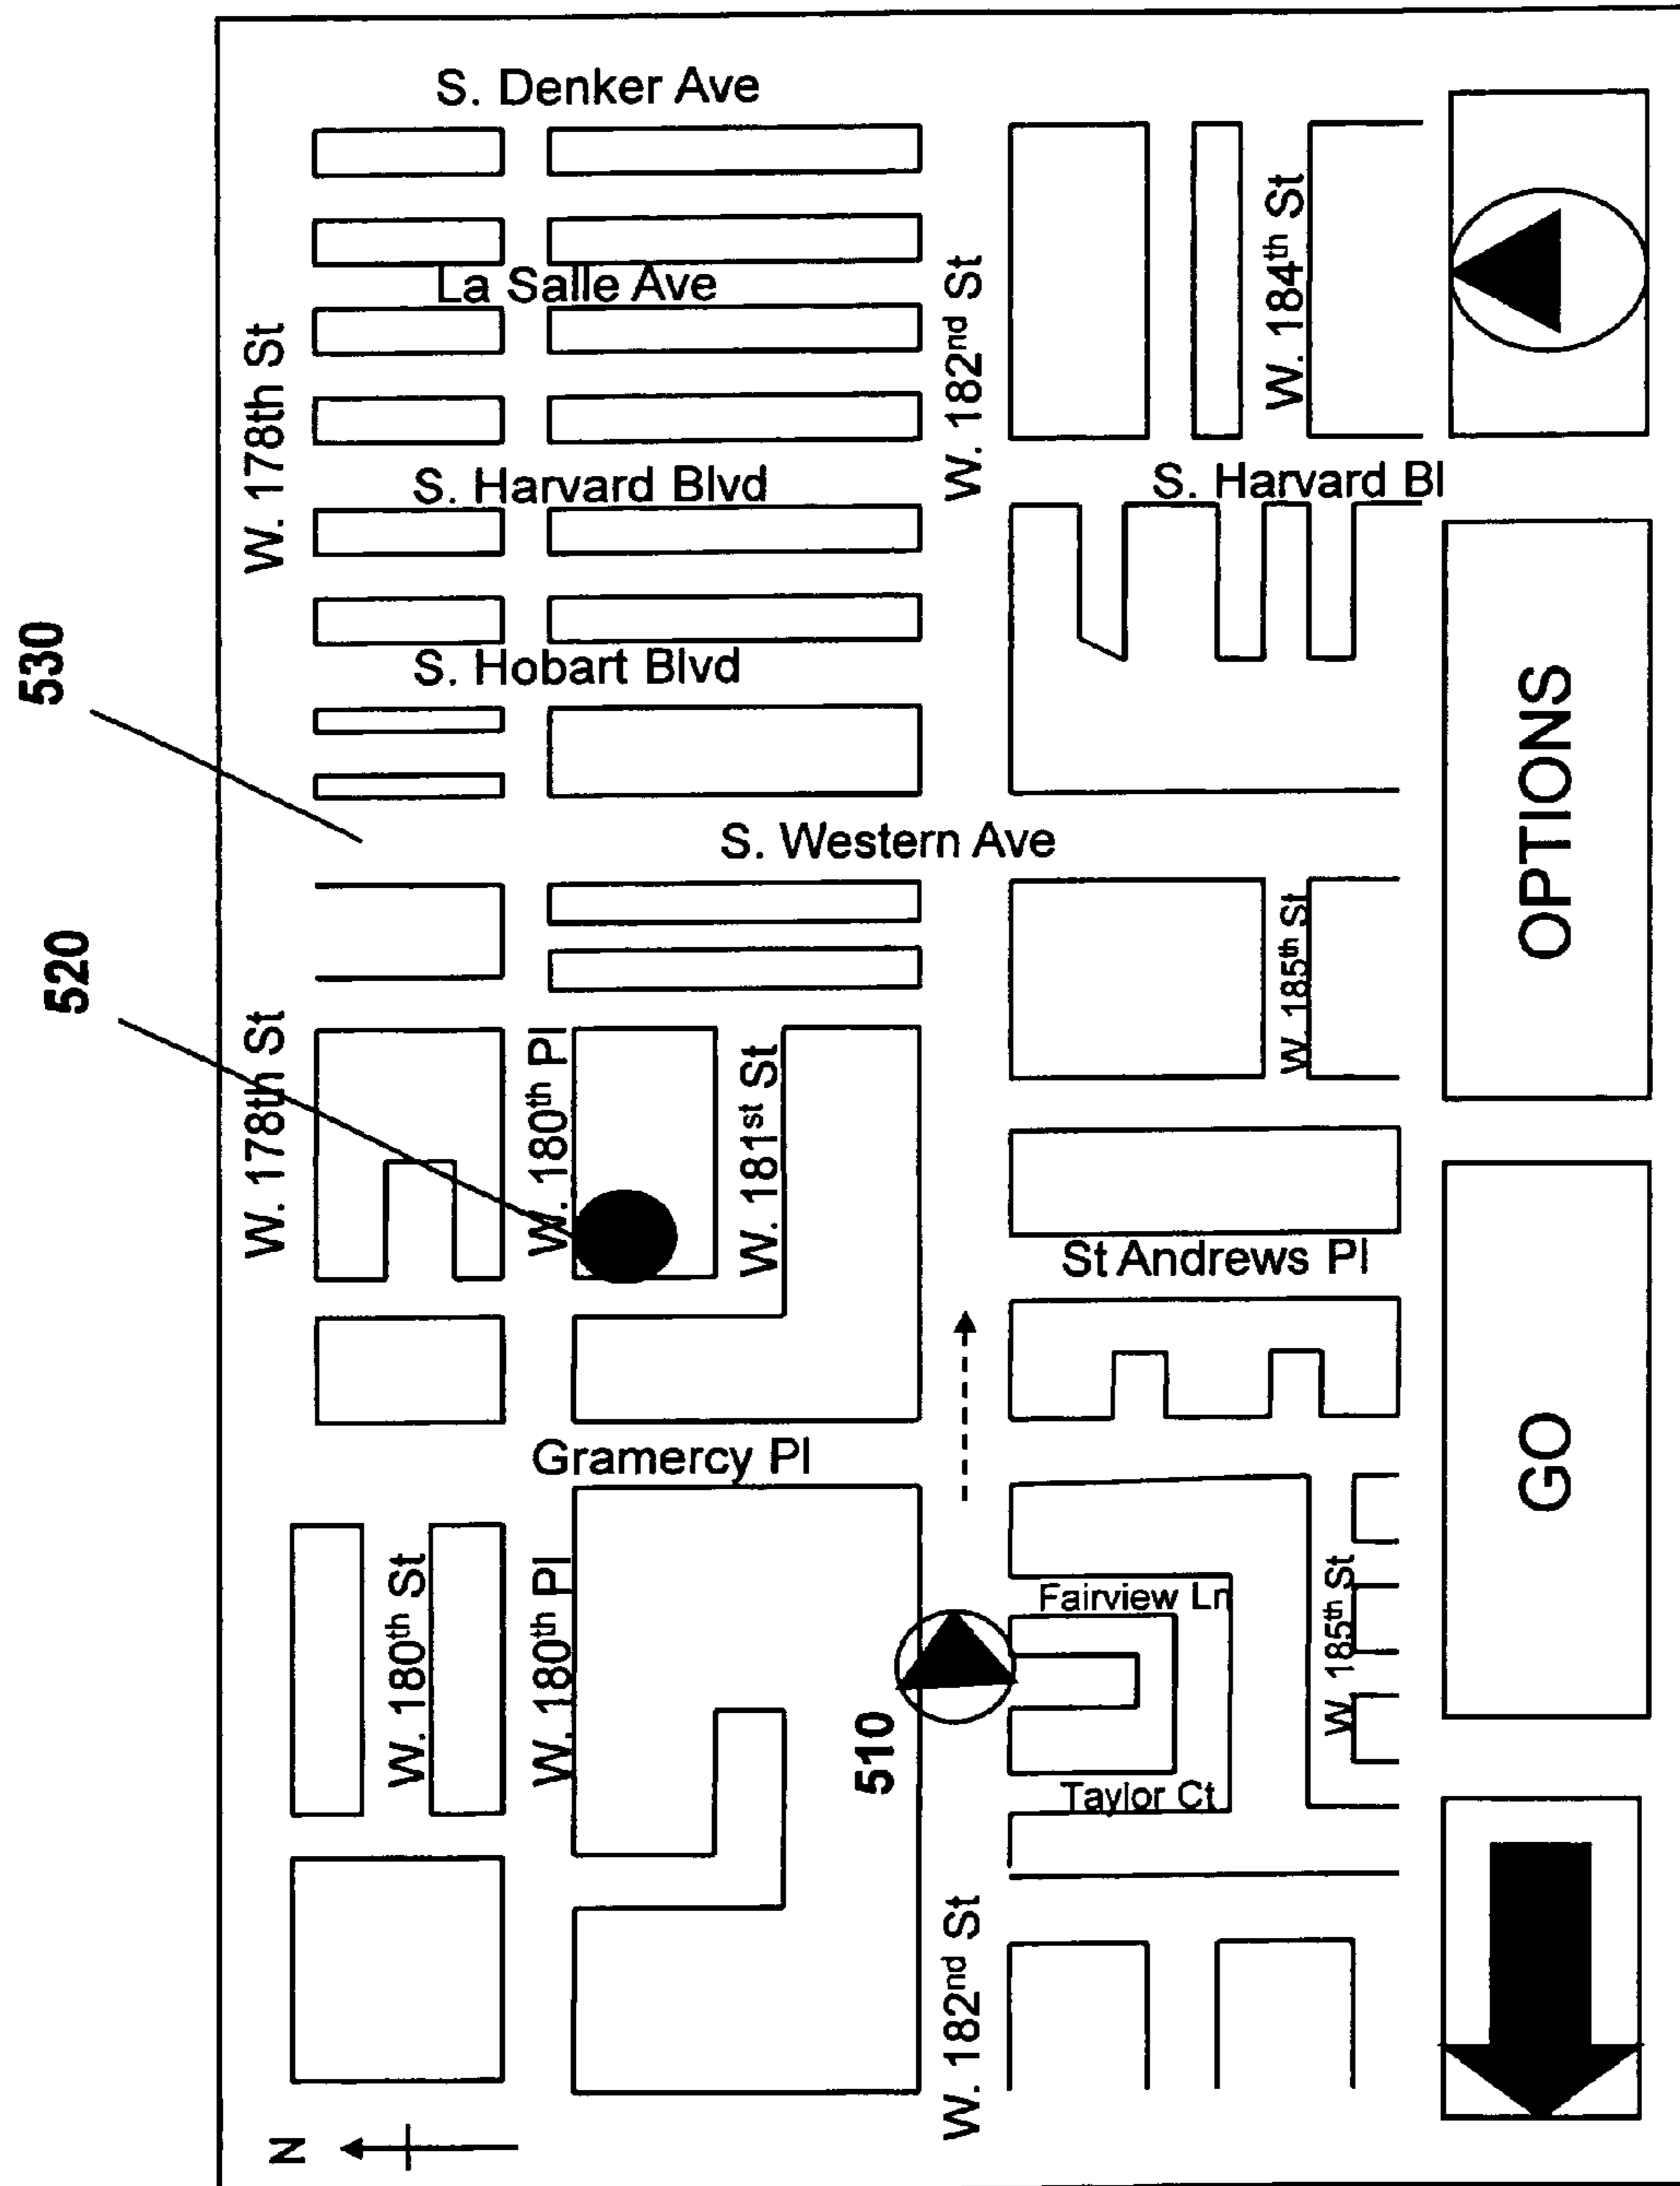 530
520
S. Denker Ave
La Salle Ave
W. 178th St
W. 182nd St
W. 184th St
S. Harvard Blvd
S. Harvard Bl
S. Hobart Blvd
S. Western Ave
W. 178th St
W. 180th Pl
W. 181st St
W. 185th St
OPTIONS
St Andrews Pl
Gramercy Pl
GO
W. 180th St
W. 180th Pl
510
Fairview Ln
Taylor Ct
W. 185th St
W. 182nd St
N